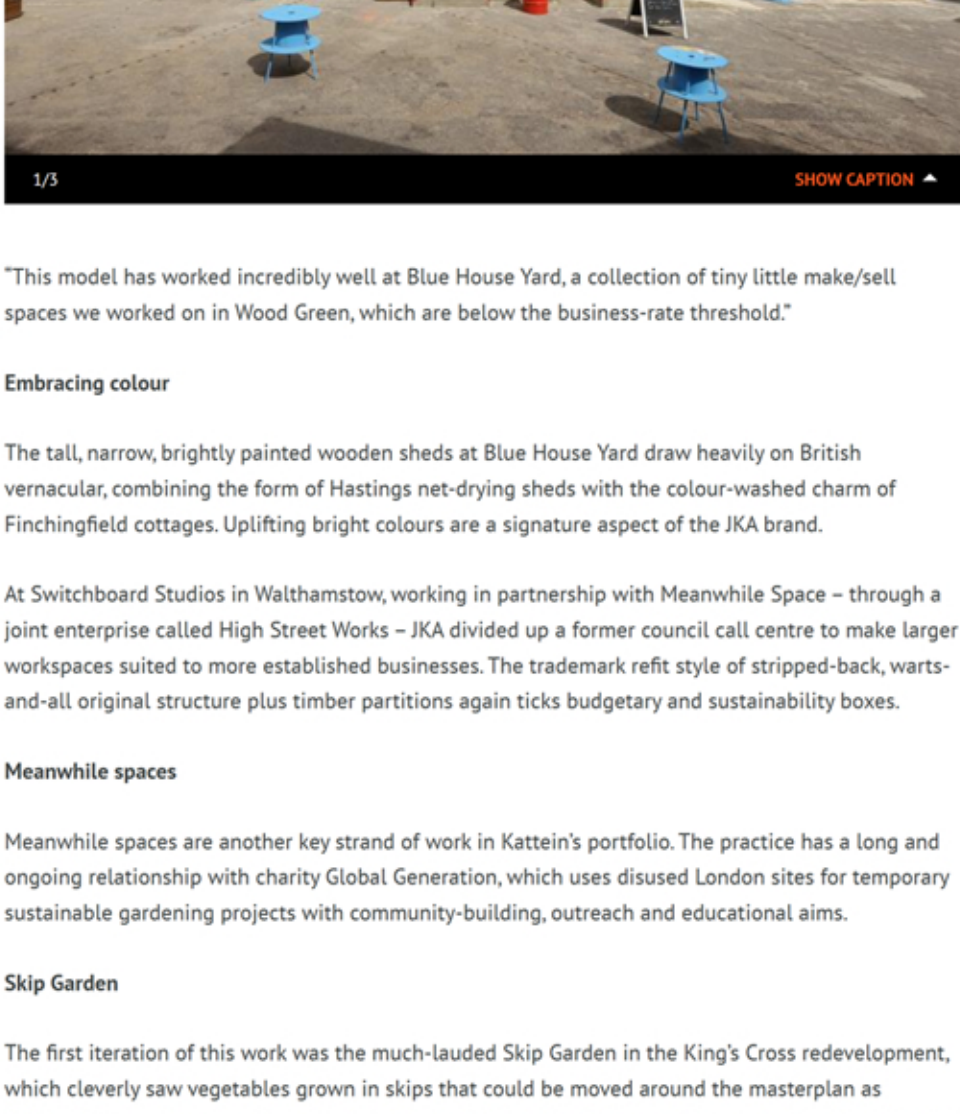 1/3
SHOW CAPTION
“This model has worked incredibly well at Blue House Yard, a collection of tiny little make/sell
spaces we worked on in Wood Green, which are below the business-rate threshold.”
Embracing colour
The tall, narrow, brightly painted wooden sheds at Blue House Yard draw heavily on British
vernacular, combining the form of Hastings net-drying sheds with the colour-washed charm of
Finchingfield cottages. Uplifting bright colours are a signature aspect of the JKA brand.
At Switchboard Studios in Walthamstow, working in partnership with Meanwhile Space – through a
joint enterprise called High Street Works – JKA divided up a former council call centre to make larger
workspaces suited to more established businesses. The trademark refit style of stripped-back, warts-
and-all original structure plus timber partitions again ticks budgetary and sustainability boxes.
Meanwhile spaces
Meanwhile spaces are another key strand of work in Kattein’s portfolio. The practice has a long and
ongoing relationship with charity Global Generation, which uses disused London sites for temporary
sustainable gardening projects with community-building, outreach and educational aims.
Skip Garden
The first iteration of this work was the much-lauded Skip Garden in the King’s Cross redevelopment,
which cleverly saw vegetables grown in skips that could be moved around the masterplan as